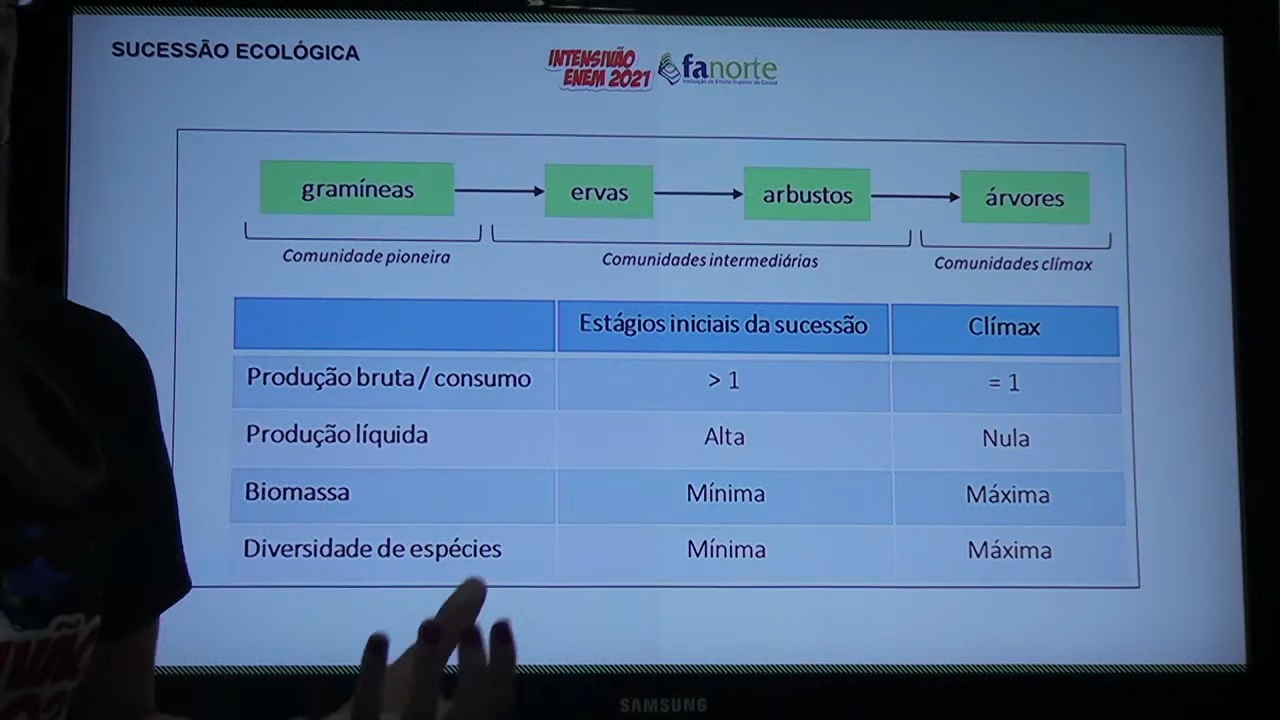 SUCESSÃO ECOLÓGICA
INTENSIVÃO
ENEM 2021
fanorte
gramíneas
ervas
arbustos
árvores
Comunidade pioneira
Comunidades intermediárias
Comunidades clímax
Estágios iniciais da sucessão
Clímax
Produção bruta / consumo
> 1
= 1
Produção líquida
Alta
Nula
Biomassa
Mínima
Máxima
Diversidade de espécies
Mínima
Máxima
SAMSUNG